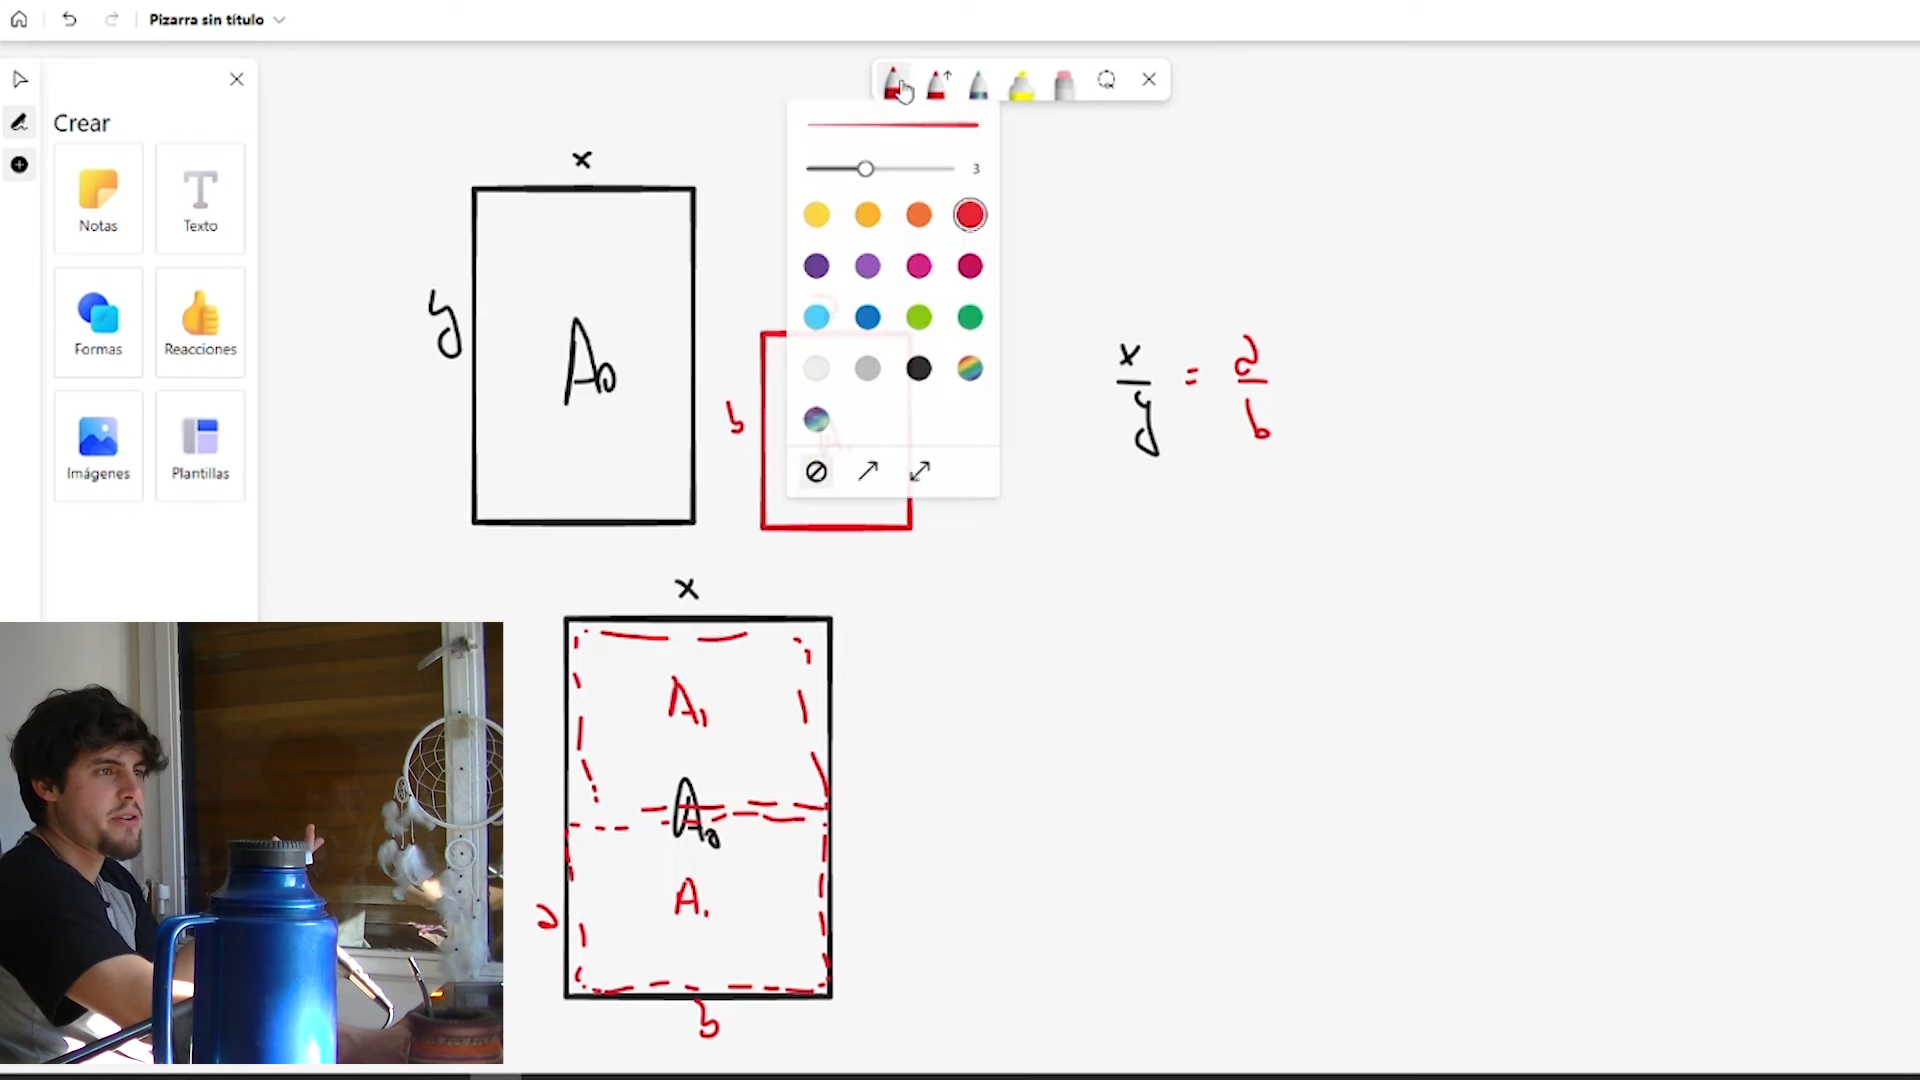 Pizarra sin título
Crear
Notas
Texto
Formas
Reacciones
Imágenes
Plantillas
3
x
y
A0
b
x/y = a/b
x
A1
A0
A1
a
b